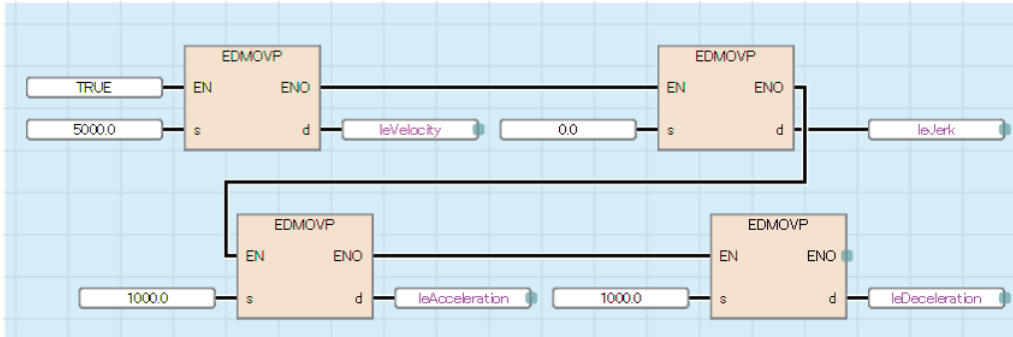 EDMOVP EDMOVP
TRUE EN ENO EN ENO
5000.0 s d leVelocity 0.0 s d leJerk
EDMOVP EDMOVP
EN ENO EN ENO
1000.0 s d leAcceleration 1000.0 s d leDeceleration